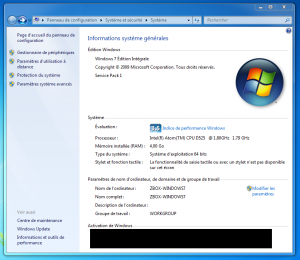 Panneau de configuration ▸ Système et sécurité ▸ Système
Rechercher
Page d'accueil du panneau de configuration
Gestionnaire de périphériques
Paramètres d'utilisation à distance
Protection du système
Paramètres système avancés
Informations système générales
Édition Windows
Windows 7 Édition Intégrale
Copyright © 2009 Microsoft Corporation. Tous droits réservés.
Service Pack 1
Système
Évaluation :
Indice de performance Windows
Processeur : Intel(R) Atom(TM) CPU D525 @ 1.80GHz 1.79 GHz
Mémoire installée (RAM) : 4,00 Go
Type du système : Système d'exploitation 64 bits
Stylet et fonction tactile : La fonctionnalité de saisie tactile ou avec un stylet n'est pas disponible sur cet écran
Paramètres de nom d'ordinateur, de domaine et de groupe de travail
Nom de l'ordinateur : ZBOX-WINDOWS7
Modifier les paramètres
Nom complet : ZBOX-WINDOWS7
Description de l'ordinateur :
Groupe de travail : WORKGROUP
Activation de Windows
Voir aussi
Centre de maintenance
Windows Update
Informations et outils de performance